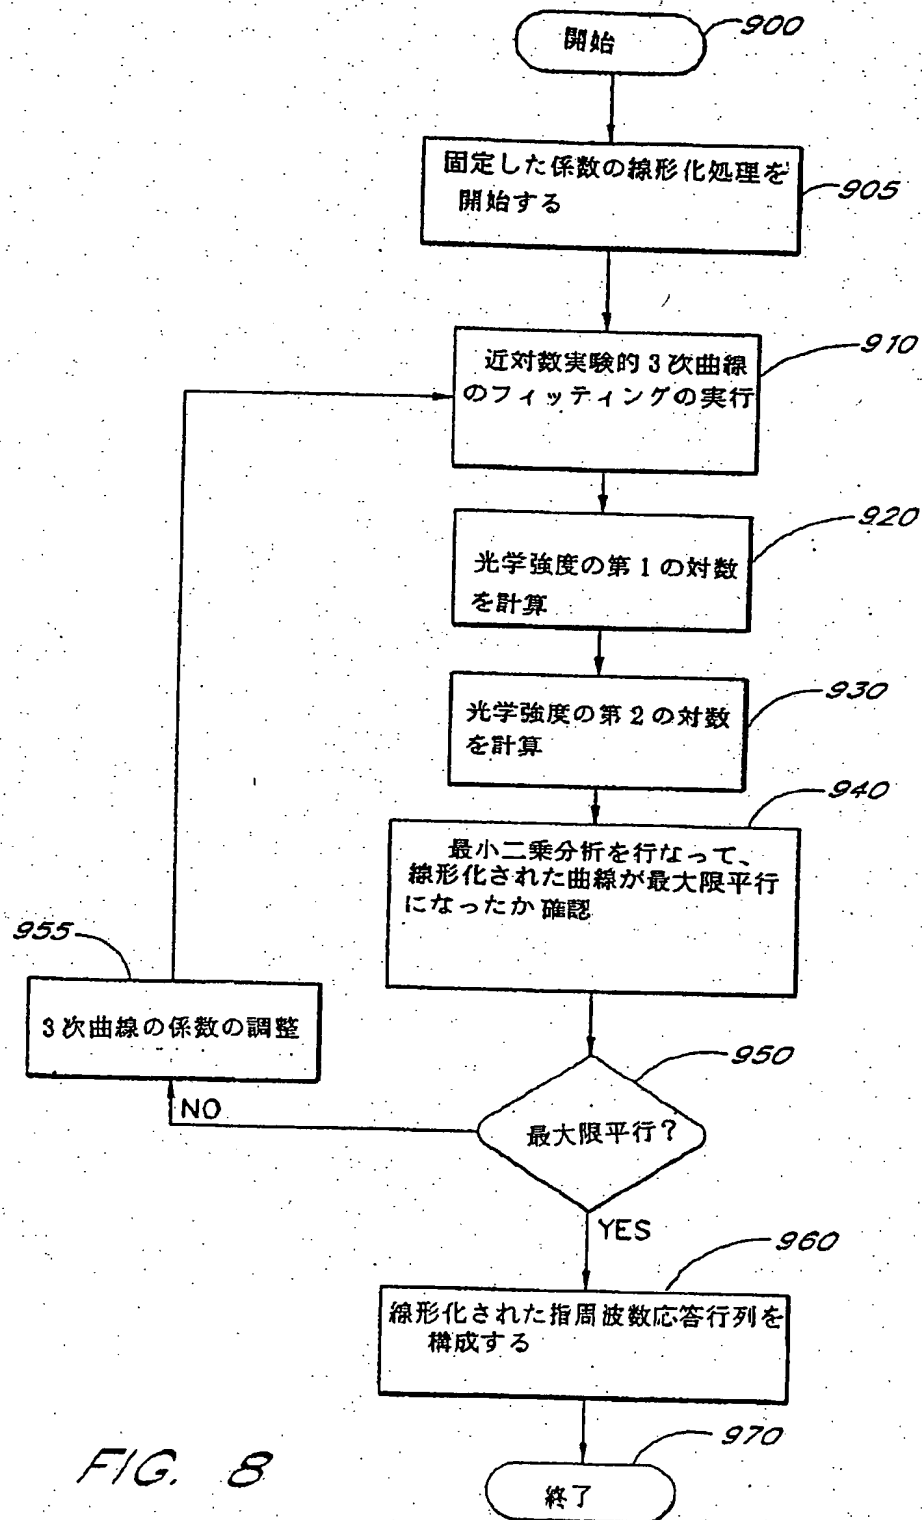 開始
900
固定した係数の線形化処理を
開始する
905
近対数実験的3次曲線
のフィッティングの実行
910
光学強度の第1の対数
を計算
920
光学強度の第2の対数
を計算
930
最小二乗分析を行なって、
線形化された曲線が最大限平行
になったか確認
940
955
3次曲線の係数の調整
最大限平行?
950
NO
YES
線形化された指周波数応答行列を
構成する
960
終了
970
FIG. 8